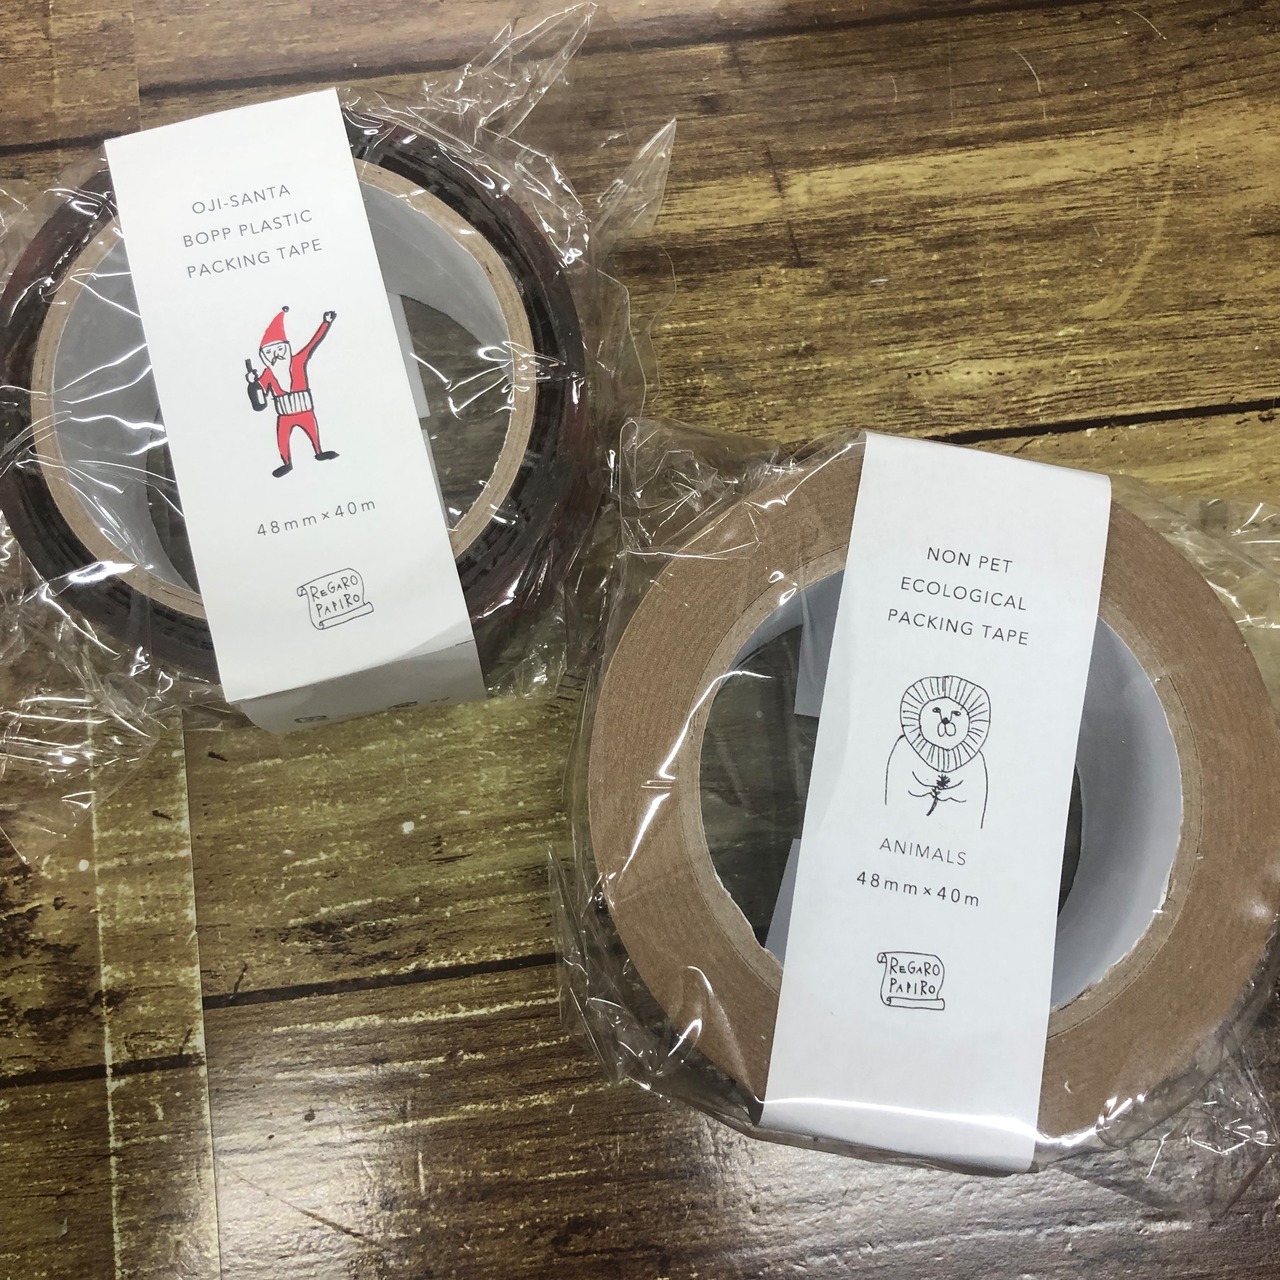 OJI-SANTA
BOPP PLASTIC
PACKING TAPE
48mm×40m
ReGaRO
PaPiRo
NON PET
ECOLOGICAL
PACKING TAPE
ANIMALS
48mm×40m
ReGaRO
PaPiRo